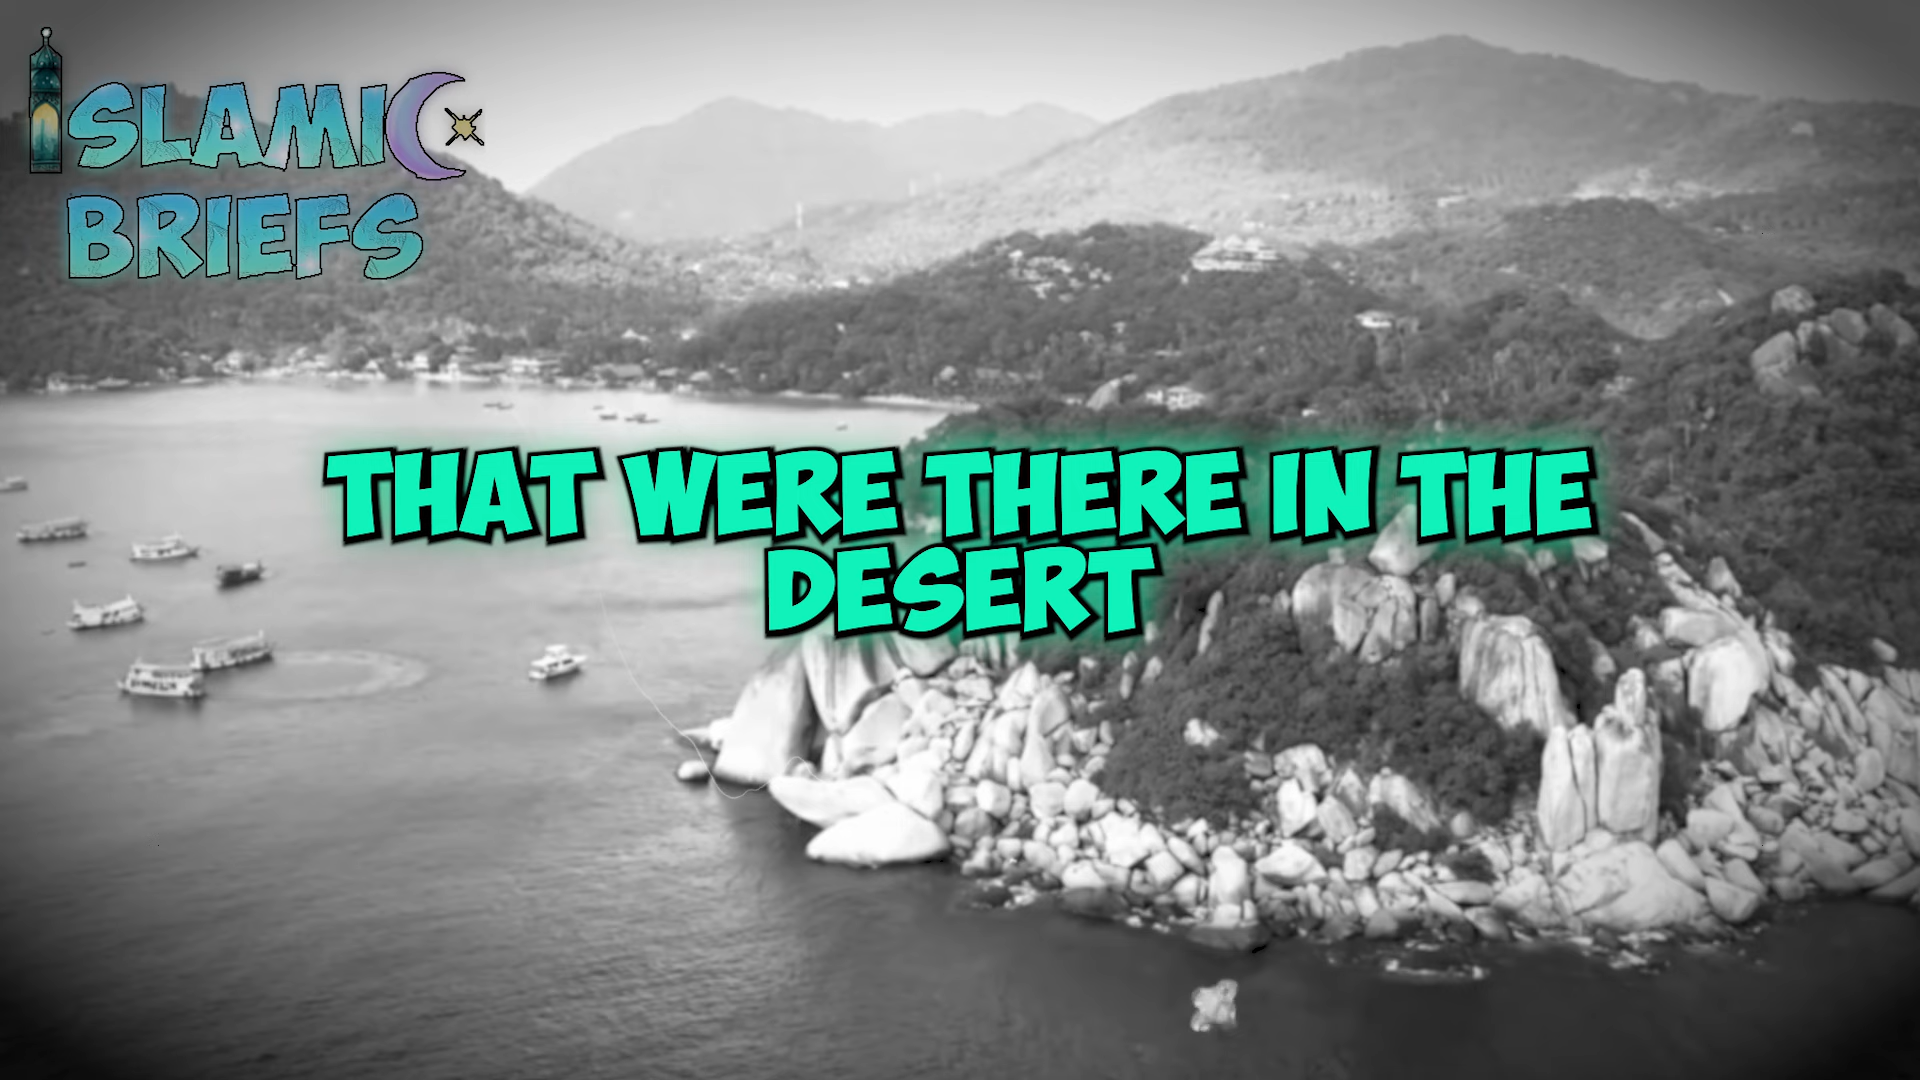 ISLAMIC
BRIEFS
THAT WERE THERE IN THE
DESERT